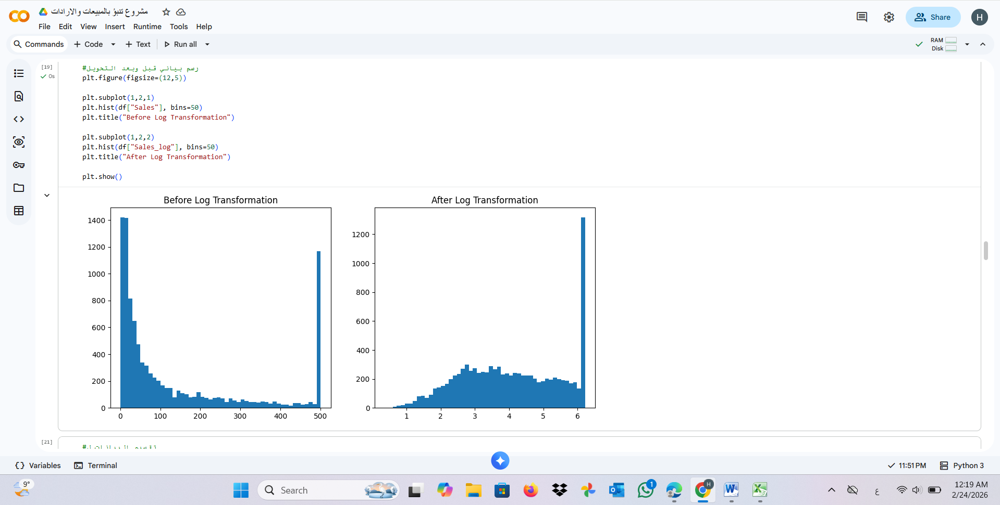 مشروع تنبؤ بالمبيعات والارادات
File Edit View Insert Runtime Tools Help
Share
H
Commands + Code + Text Run all
RAM
Disk
[19]
0s
#رسم بياني قبل وبعد التحويل
plt.figure(figsize=(12,5))
plt.subplot(1,2,1)
plt.hist(df["Sales"], bins=50)
plt.title("Before Log Transformation")
plt.subplot(1,2,2)
plt.hist(df["Sales_log"], bins=50)
plt.title("After Log Transformation")
plt.show()
Before Log Transformation
1400
1200
1000
800
600
400
200
0
0 100 200 300 400 500
After Log Transformation
1200
1000
800
600
400
200
0
1 2 3 4 5 6
[21]
Variables Terminal
11:51 PM Python 3
9°
Search
1
H
ع
12:19 AM
2/24/2026